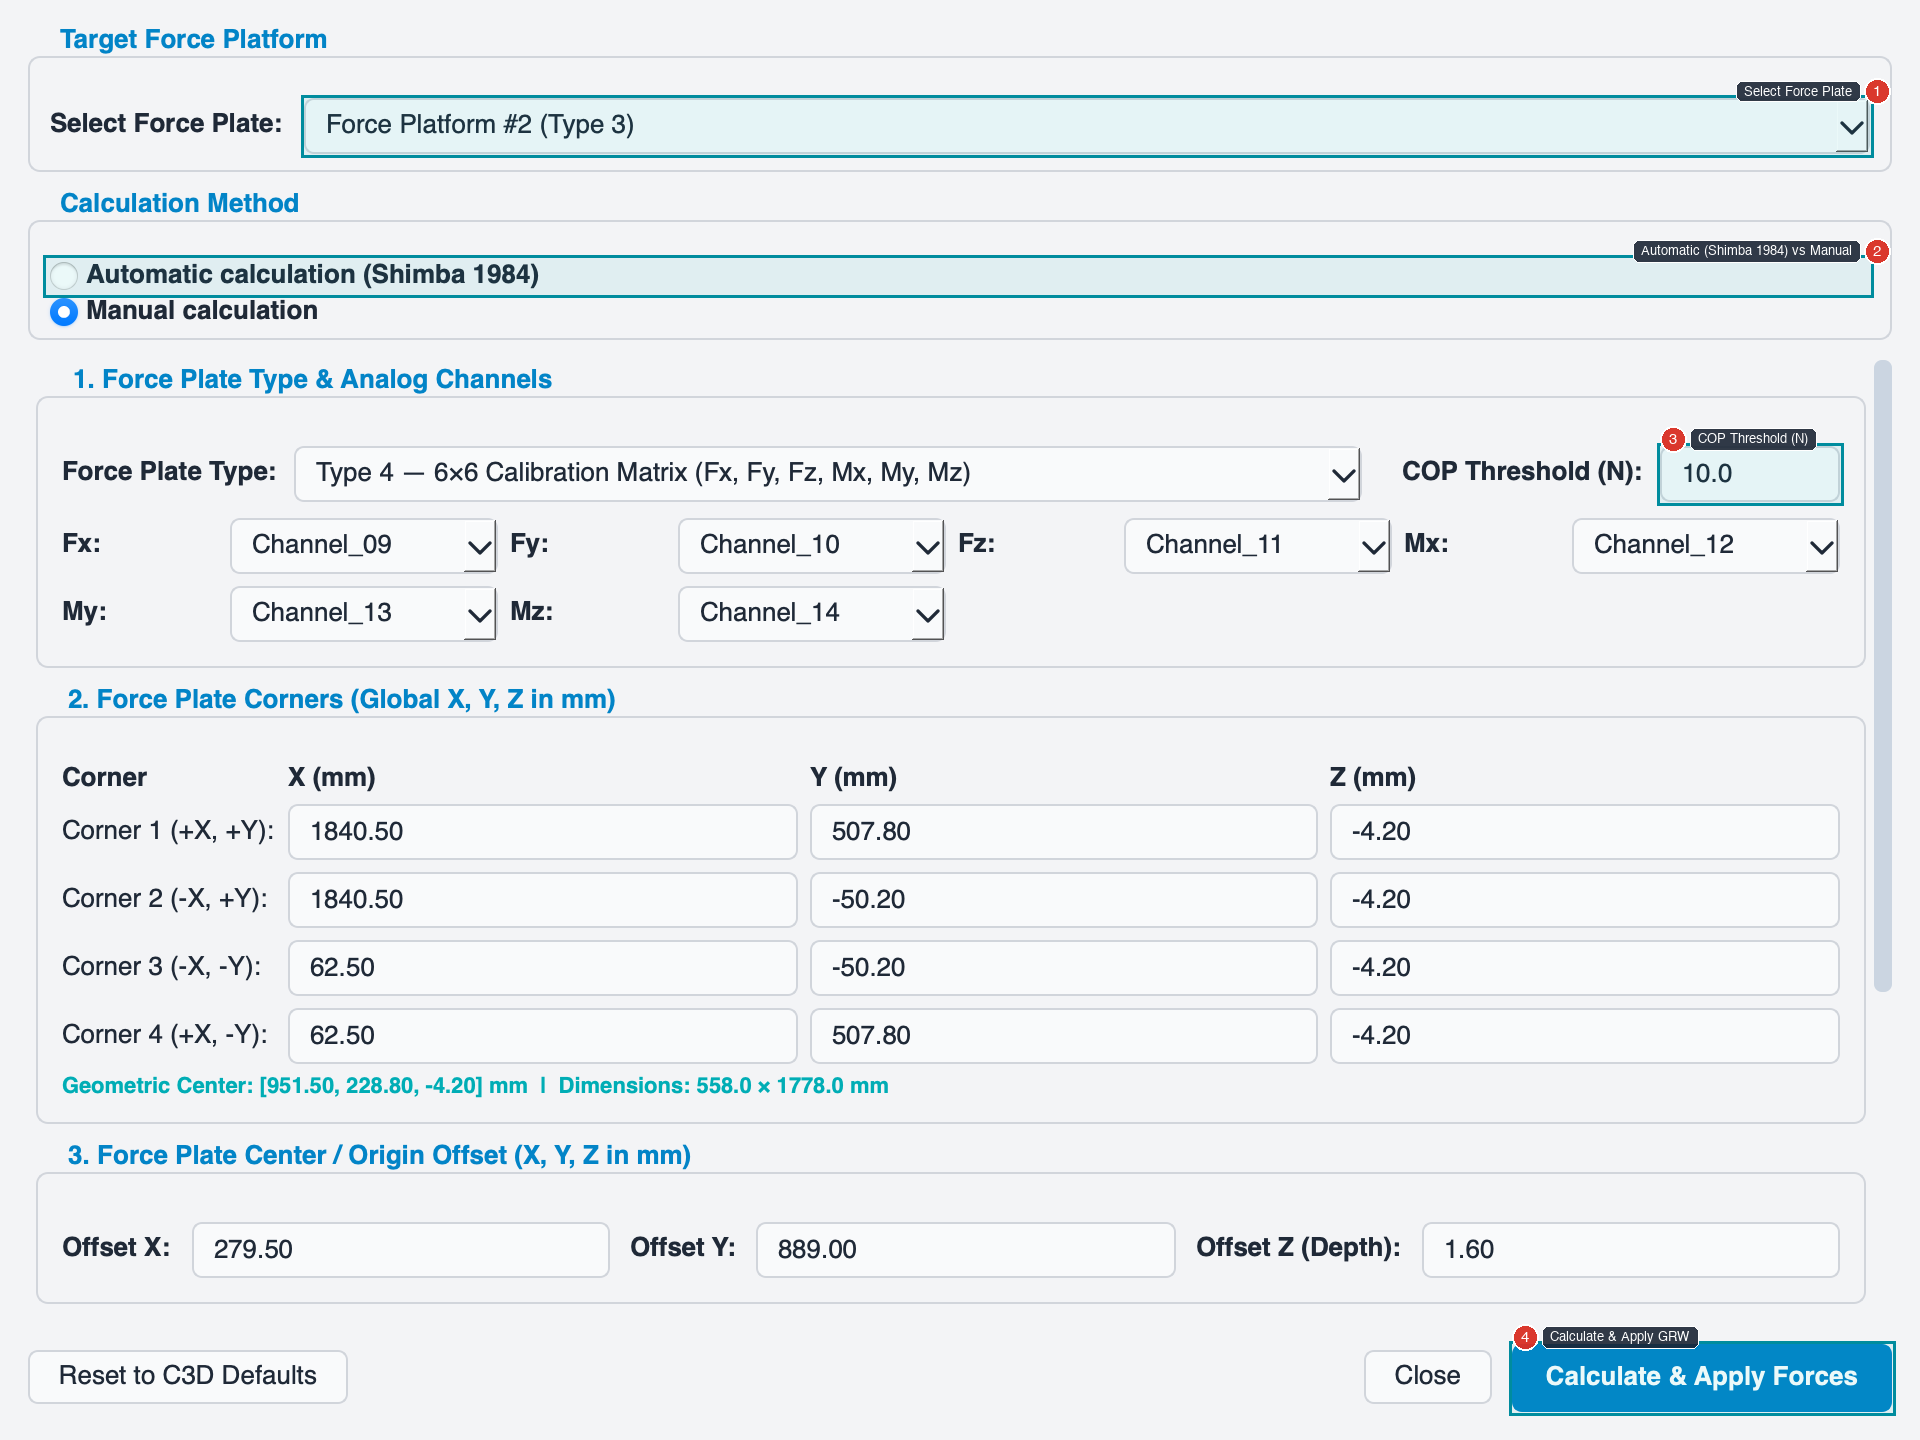 Target Force Platform
Select Force Plate 1
Select Force Plate: Force Platform #2 (Type 3)
Calculation Method
Automatic (Shimba 1984) vs Manual 2
Automatic calculation (Shimba 1984)
Manual calculation
1. Force Plate Type & Analog Channels
3 COP Threshold (N)
Force Plate Type: Type 4 — 6×6 Calibration Matrix (Fx, Fy, Fz, Mx, My, Mz) COP Threshold (N): 10.0
Fx: Channel_09 Fy: Channel_10 Fz: Channel_11 Mx: Channel_12
My: Channel_13 Mz: Channel_14
2. Force Plate Corners (Global X, Y, Z in mm)
Corner X (mm) Y (mm) Z (mm)
Corner 1 (+X, +Y): 1840.50 507.80 -4.20
Corner 2 (-X, +Y): 1840.50 -50.20 -4.20
Corner 3 (-X, -Y): 62.50 -50.20 -4.20
Corner 4 (+X, -Y): 62.50 507.80 -4.20
Geometric Center: [951.50, 228.80, -4.20] mm | Dimensions: 558.0 × 1778.0 mm
3. Force Plate Center / Origin Offset (X, Y, Z in mm)
Offset X: 279.50 Offset Y: 889.00 Offset Z (Depth): 1.60
4 Calculate & Apply GRW
Reset to C3D Defaults Close Calculate & Apply Forces